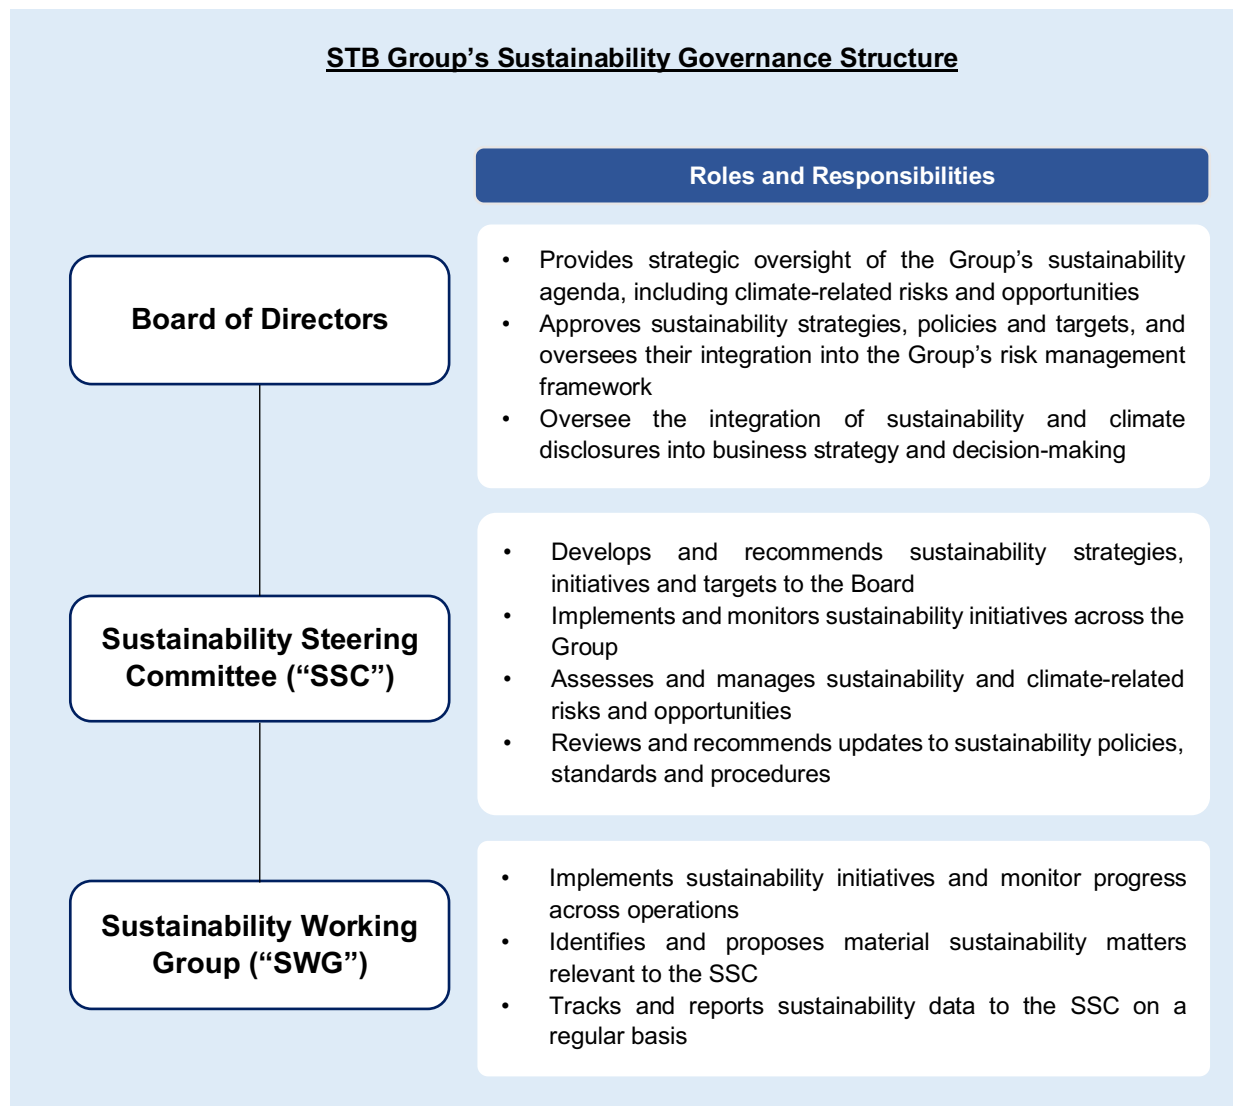 STB Group’s Sustainability Governance Structure
Roles and Responsibilities
Board of Directors
• Provides strategic oversight of the Group’s sustainability
agenda, including climate-related risks and opportunities
• Approves sustainability strategies, policies and targets, and
oversees their integration into the Group’s risk management
framework
• Oversee the integration of sustainability and climate
disclosures into business strategy and decision-making
Sustainability Steering
Committee (“SSC”)
• Develops and recommends sustainability strategies,
initiatives and targets to the Board
• Implements and monitors sustainability initiatives across the
Group
• Assesses and manages sustainability and climate-related
risks and opportunities
• Reviews and recommends updates to sustainability policies,
standards and procedures
Sustainability Working
Group (“SWG”)
• Implements sustainability initiatives and monitor progress
across operations
• Identifies and proposes material sustainability matters
relevant to the SSC
• Tracks and reports sustainability data to the SSC on a
regular basis